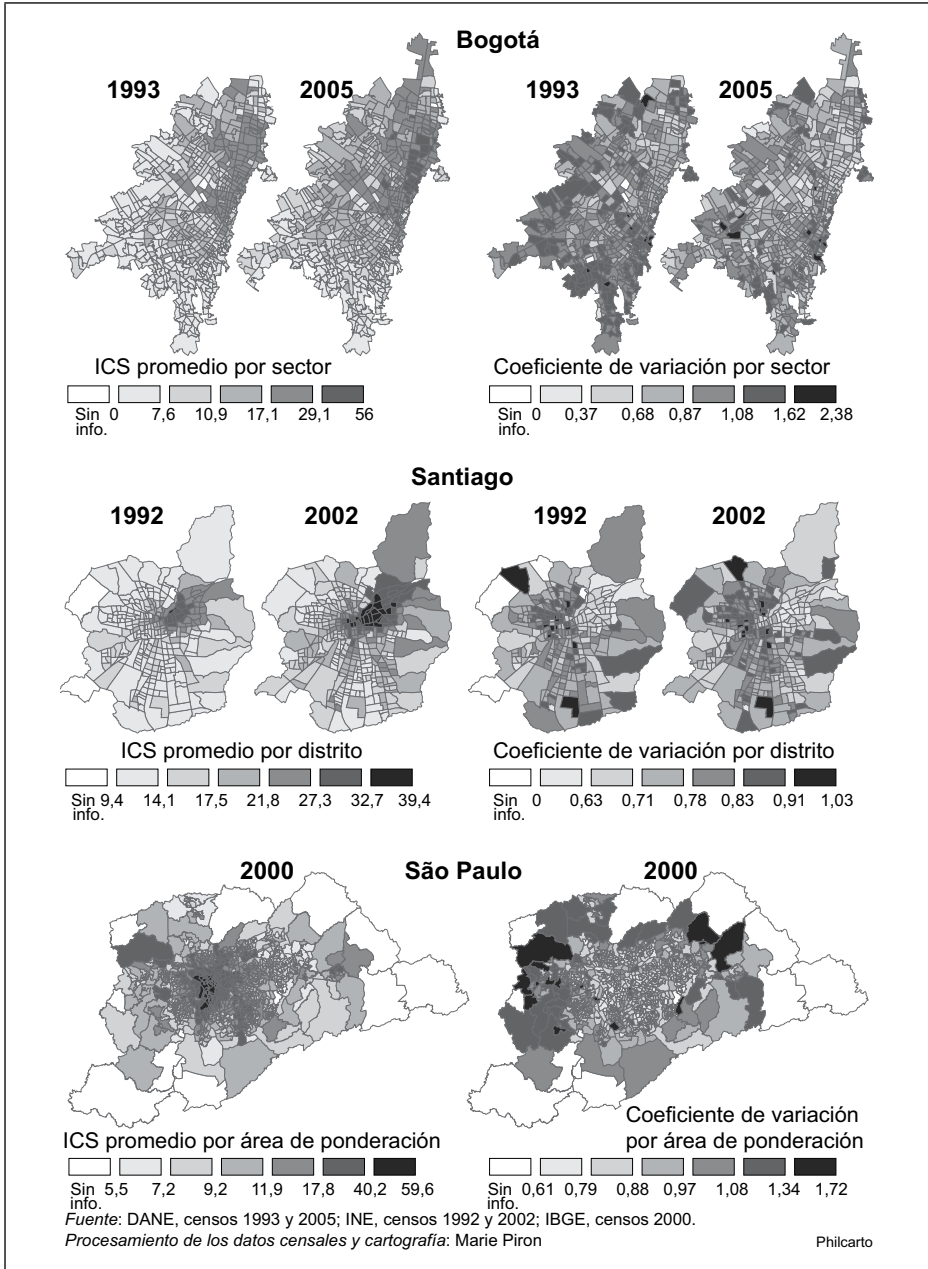 Bogotá
1993
2005
1993
2005
ICS promedio por sector
Sin info.
0 7,6 10,9 17,1 29,1 56
Coeficiente de variación por sector
Sin info.
0 0,37 0,68 0,87 1,08 1,62 2,38
Santiago
1992
2002
1992
2002
ICS promedio por distrito
Sin info.
9,4 14,1 17,5 21,8 27,3 32,7 39,4
Coeficiente de variación por distrito
Sin info.
0 0,63 0,71 0,78 0,83 0,91 1,03
2000
São Paulo
2000
ICS promedio por área de ponderación
Sin info.
5,5 7,2 9,2 11,9 17,8 40,2 59,6
Coeficiente de variación
por área de ponderación
Sin info.
0,61 0,79 0,88 0,97 1,08 1,34 1,72
Fuente: DANE, censos 1993 y 2005; INE, censos 1992 y 2002; IBGE, censos 2000.
Procesamiento de los datos censales y cartografía: Marie Piron
Philcarto